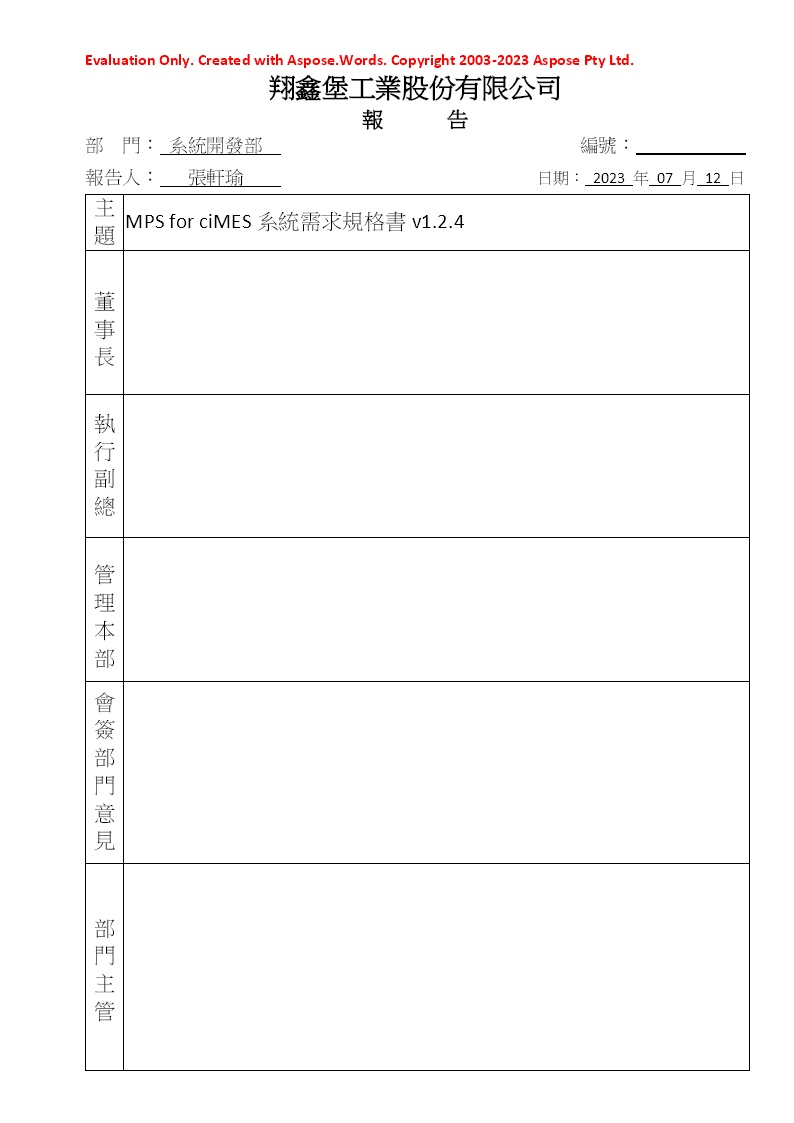 Evaluation Only. Created with Aspose.Words. Copyright 2003-2023 Aspose Pty Ltd.
翔鑫堡工業股份有限公司
報 告
部 門： 系統開發部 編號：
報告人： 張軒瑜 日期： 2023 年 07 月 12 日
主題 MPS for ciMES 系統需求規格書 v1.2.4
董事長
執行副總
管理本部
會簽部門意見
部門主管